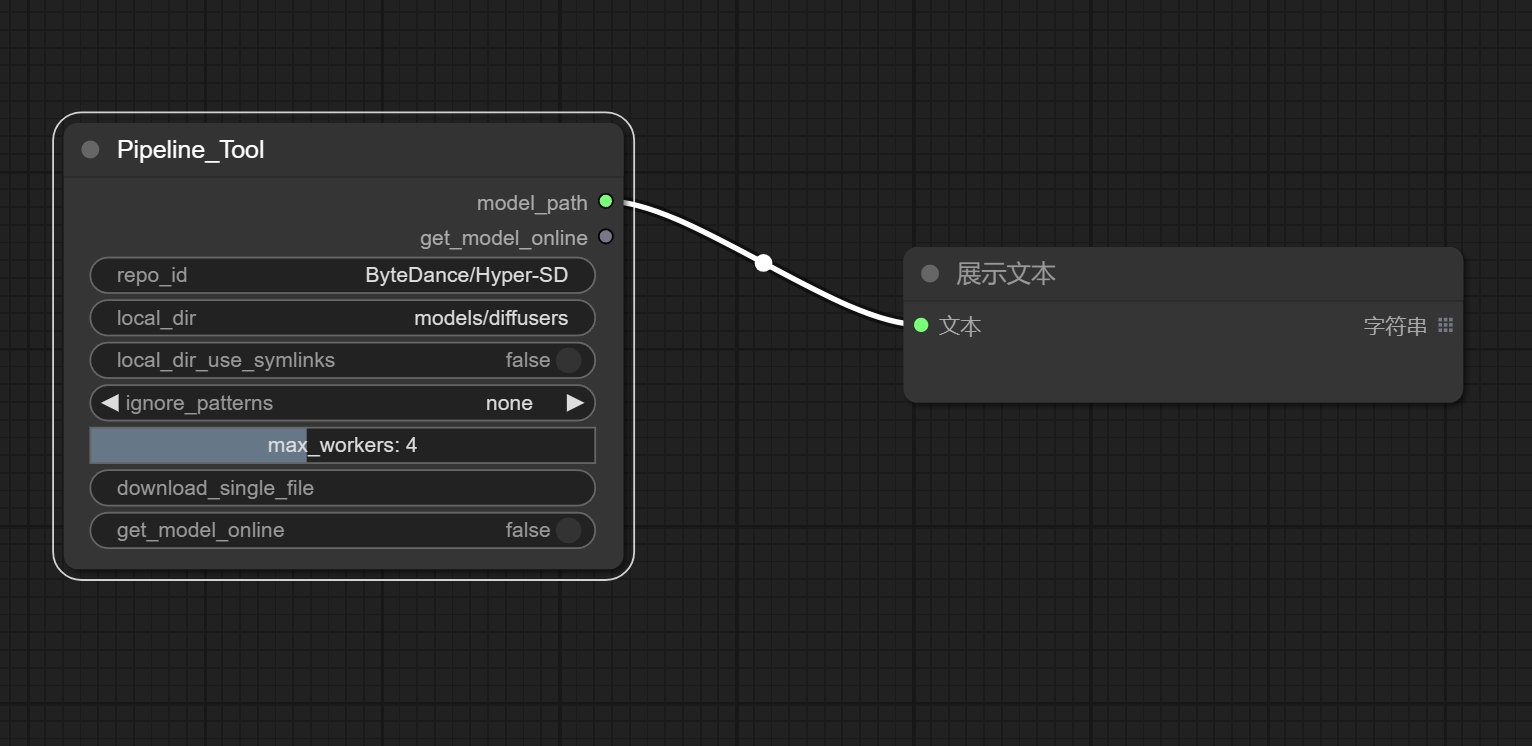 Pipeline_Tool
model_path
get_model_online
repo_id ByteDance/Hyper-SD
local_dir models/diffusers
local_dir_use_symlinks false
ignore_patterns none
max_workers: 4
download_single_file
get_model_online false
展示文本
文本 字符串